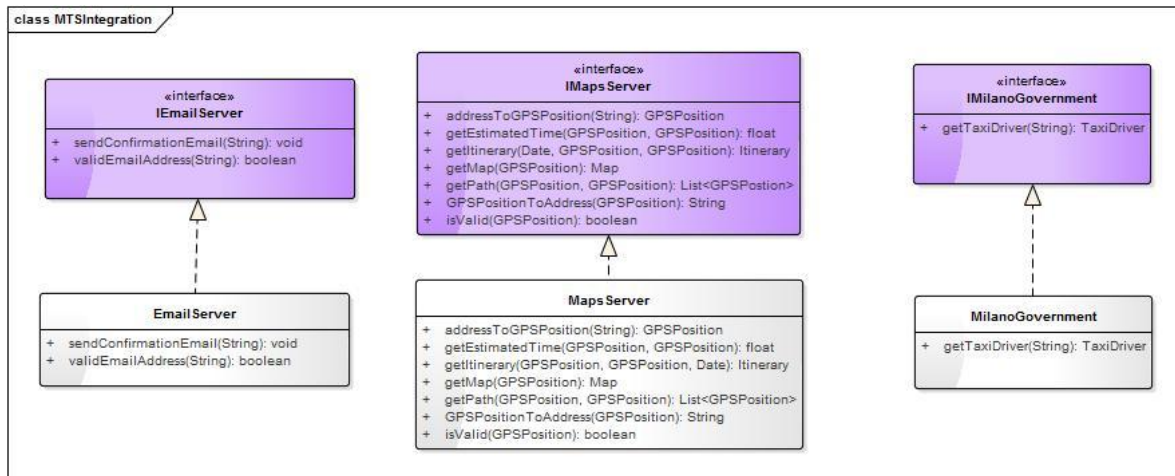 class MTSIntegration
«interface»
IEmailServer
+ sendConfirmationEmail(String): void
+ validEmailAddress(String): boolean
EmailServer
+ sendConfirmationEmail(String): void
+ validEmailAddress(String): boolean
«interface»
IMapsServer
+ addressToGPSPosition(String): GPSPosition
+ getEstimatedTime(GPSPosition, GPSPosition): float
+ getItinerary(Date, GPSPosition, GPSPosition): Itinerary
+ getMap(GPSPosition): Map
+ getPath(GPSPosition, GPSPosition): List<GPSPostion>
+ GPSPositionToAddress(GPSPosition): String
+ isValid(GPSPosition): boolean
MapsServer
+ addressToGPSPosition(String): GPSPosition
+ getEstimatedTime(GPSPosition, GPSPosition): float
+ getItinerary(GPSPosition, GPSPosition, Date): Itinerary
+ getMap(GPSPosition): Map
+ getPath(GPSPosition, GPSPosition): List<GPSPosition>
+ GPSPositionToAddress(GPSPosition): String
+ isValid(GPSPosition): boolean
«interface»
IMilanoGovernment
+ getTaxiDriver(String): TaxiDriver
MilanoGovernment
+ getTaxiDriver(String): TaxiDriver